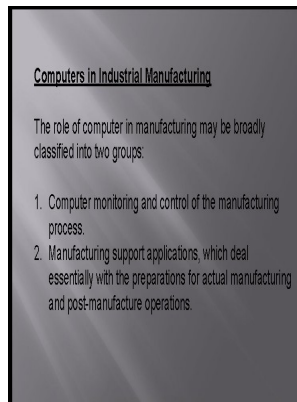 Computers in Industrial Manufacturing
The role of computer in manufacturing may be broadly
classified into two groups:
1. Computer monitoring and control of the manufacturing
process.
2. Manufacturing support applications, which deal
essentially with the preparations for actual manufacturing
and post-manufacture operations.